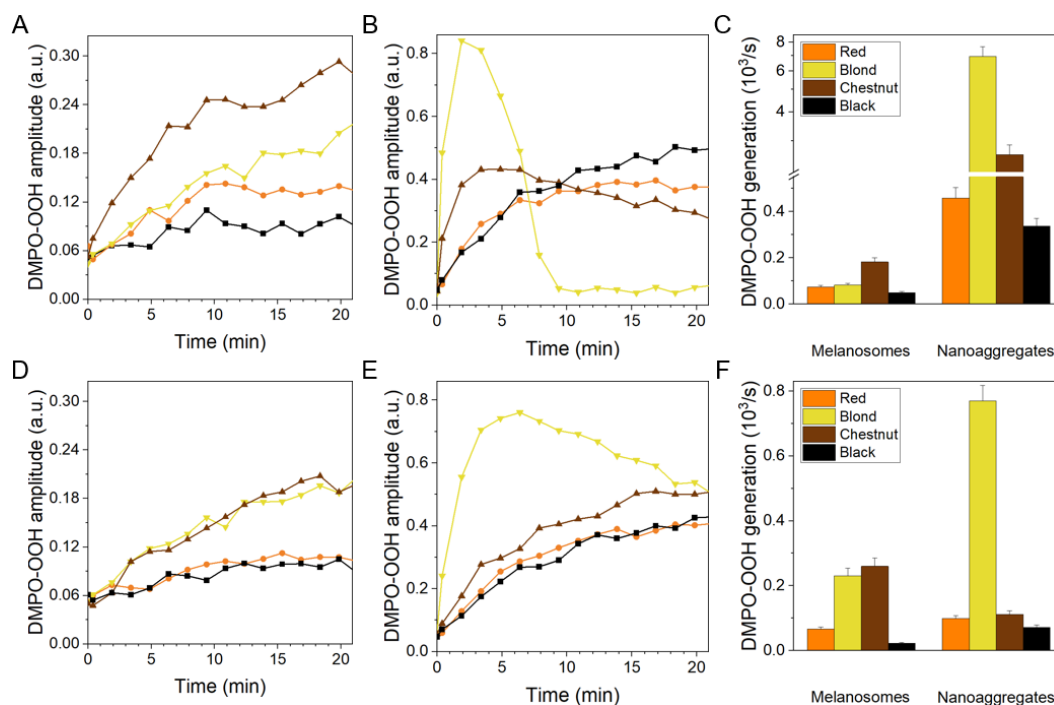 A
DMPO-OOH amplitude (a.u.)
0.30
0.24
0.18
0.12
0.06
0.00
0 5 10 15 20
Time (min)
B
DMPO-OOH amplitude (a.u.)
0.8
0.6
0.4
0.2
0.0
0 5 10 15 20
Time (min)
C
DMPO-OOH generation (10³/s)
8
6
4
0.4
0.2
0.0
Red
Blond
Chestnut
Black
Melanosomes Nanoaggregates
D
DMPO-OOH amplitude (a.u.)
0.30
0.24
0.18
0.12
0.06
0.00
0 5 10 15 20
Time (min)
E
DMPO-OOH amplitude (a.u.)
0.8
0.6
0.4
0.2
0.0
0 5 10 15 20
Time (min)
F
DMPO-OOH generation (10³/s)
0.8
0.4
0.2
0.0
Red
Blond
Chestnut
Black
Melanosomes Nanoaggregates